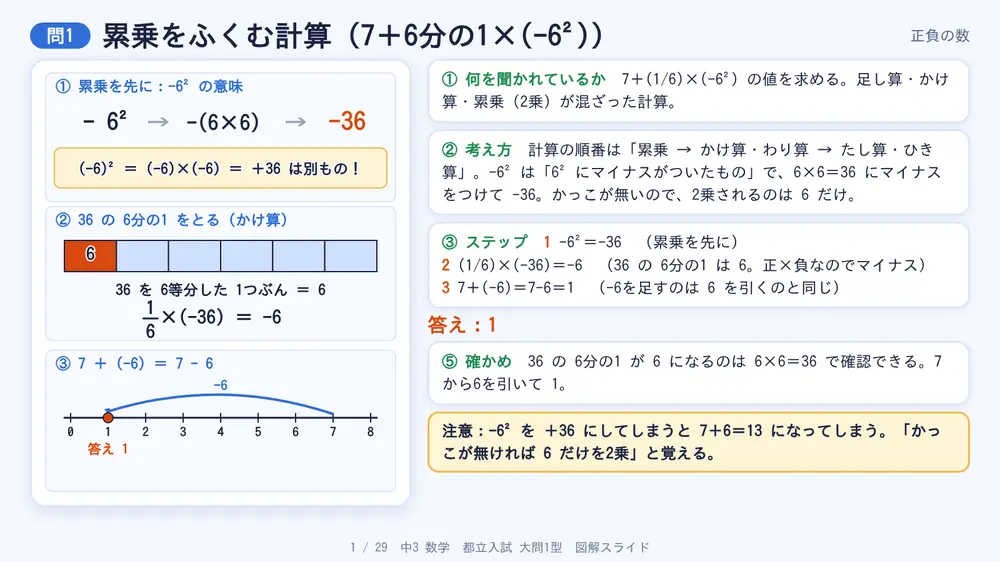 問1 累乗をふくむ計算（7＋6分の1×(-6²)）
正負の数
① 累乗を先に：-6² の意味
- 6² → -(6×6) → -36
(-6)² ＝ (-6)×(-6) ＝ ＋36 は別もの！
② 36 の 6分の1 をとる（かけ算）
6
36 を 6等分した 1つぶん ＝ 6
1/6×(-36) ＝ -6
③ 7 ＋ (-6) ＝ 7 - 6
-6
0 1 2 3 4 5 6 7 8
答え 1
① 何を聞かれているか 7＋(1/6)×(-6²) の値を求める。足し算・かけ
算・累乗（2乗）が混ざった計算。
② 考え方 計算の順番は「累乗 → かけ算・わり算 → たし算・ひき
算」。-6² は「6² にマイナスがついたもの」で、6×6＝36 にマイナス
をつけて -36。かっこが無いので、2乗されるのは 6 だけ。
③ ステップ 1 -6²＝-36 （累乗を先に）
2 (1/6)×(-36)＝-6 （36 の 6分の1 は 6。正×負なのでマイナス）
3 7＋(-6)＝7-6＝1 （-6を足すのは 6 を引くのと同じ）
答え：1
⑤ 確かめ 36 の 6分の1 が 6 になるのは 6×6＝36 で確認できる。7
から6を引いて 1。
注意：-6² を ＋36 にしてしまうと 7＋6＝13 になってしまう。「かっ
こが無ければ 6 だけを2乗」と覚える。
1 / 29 中3 数学 都立入試 大問1型 図解スライド